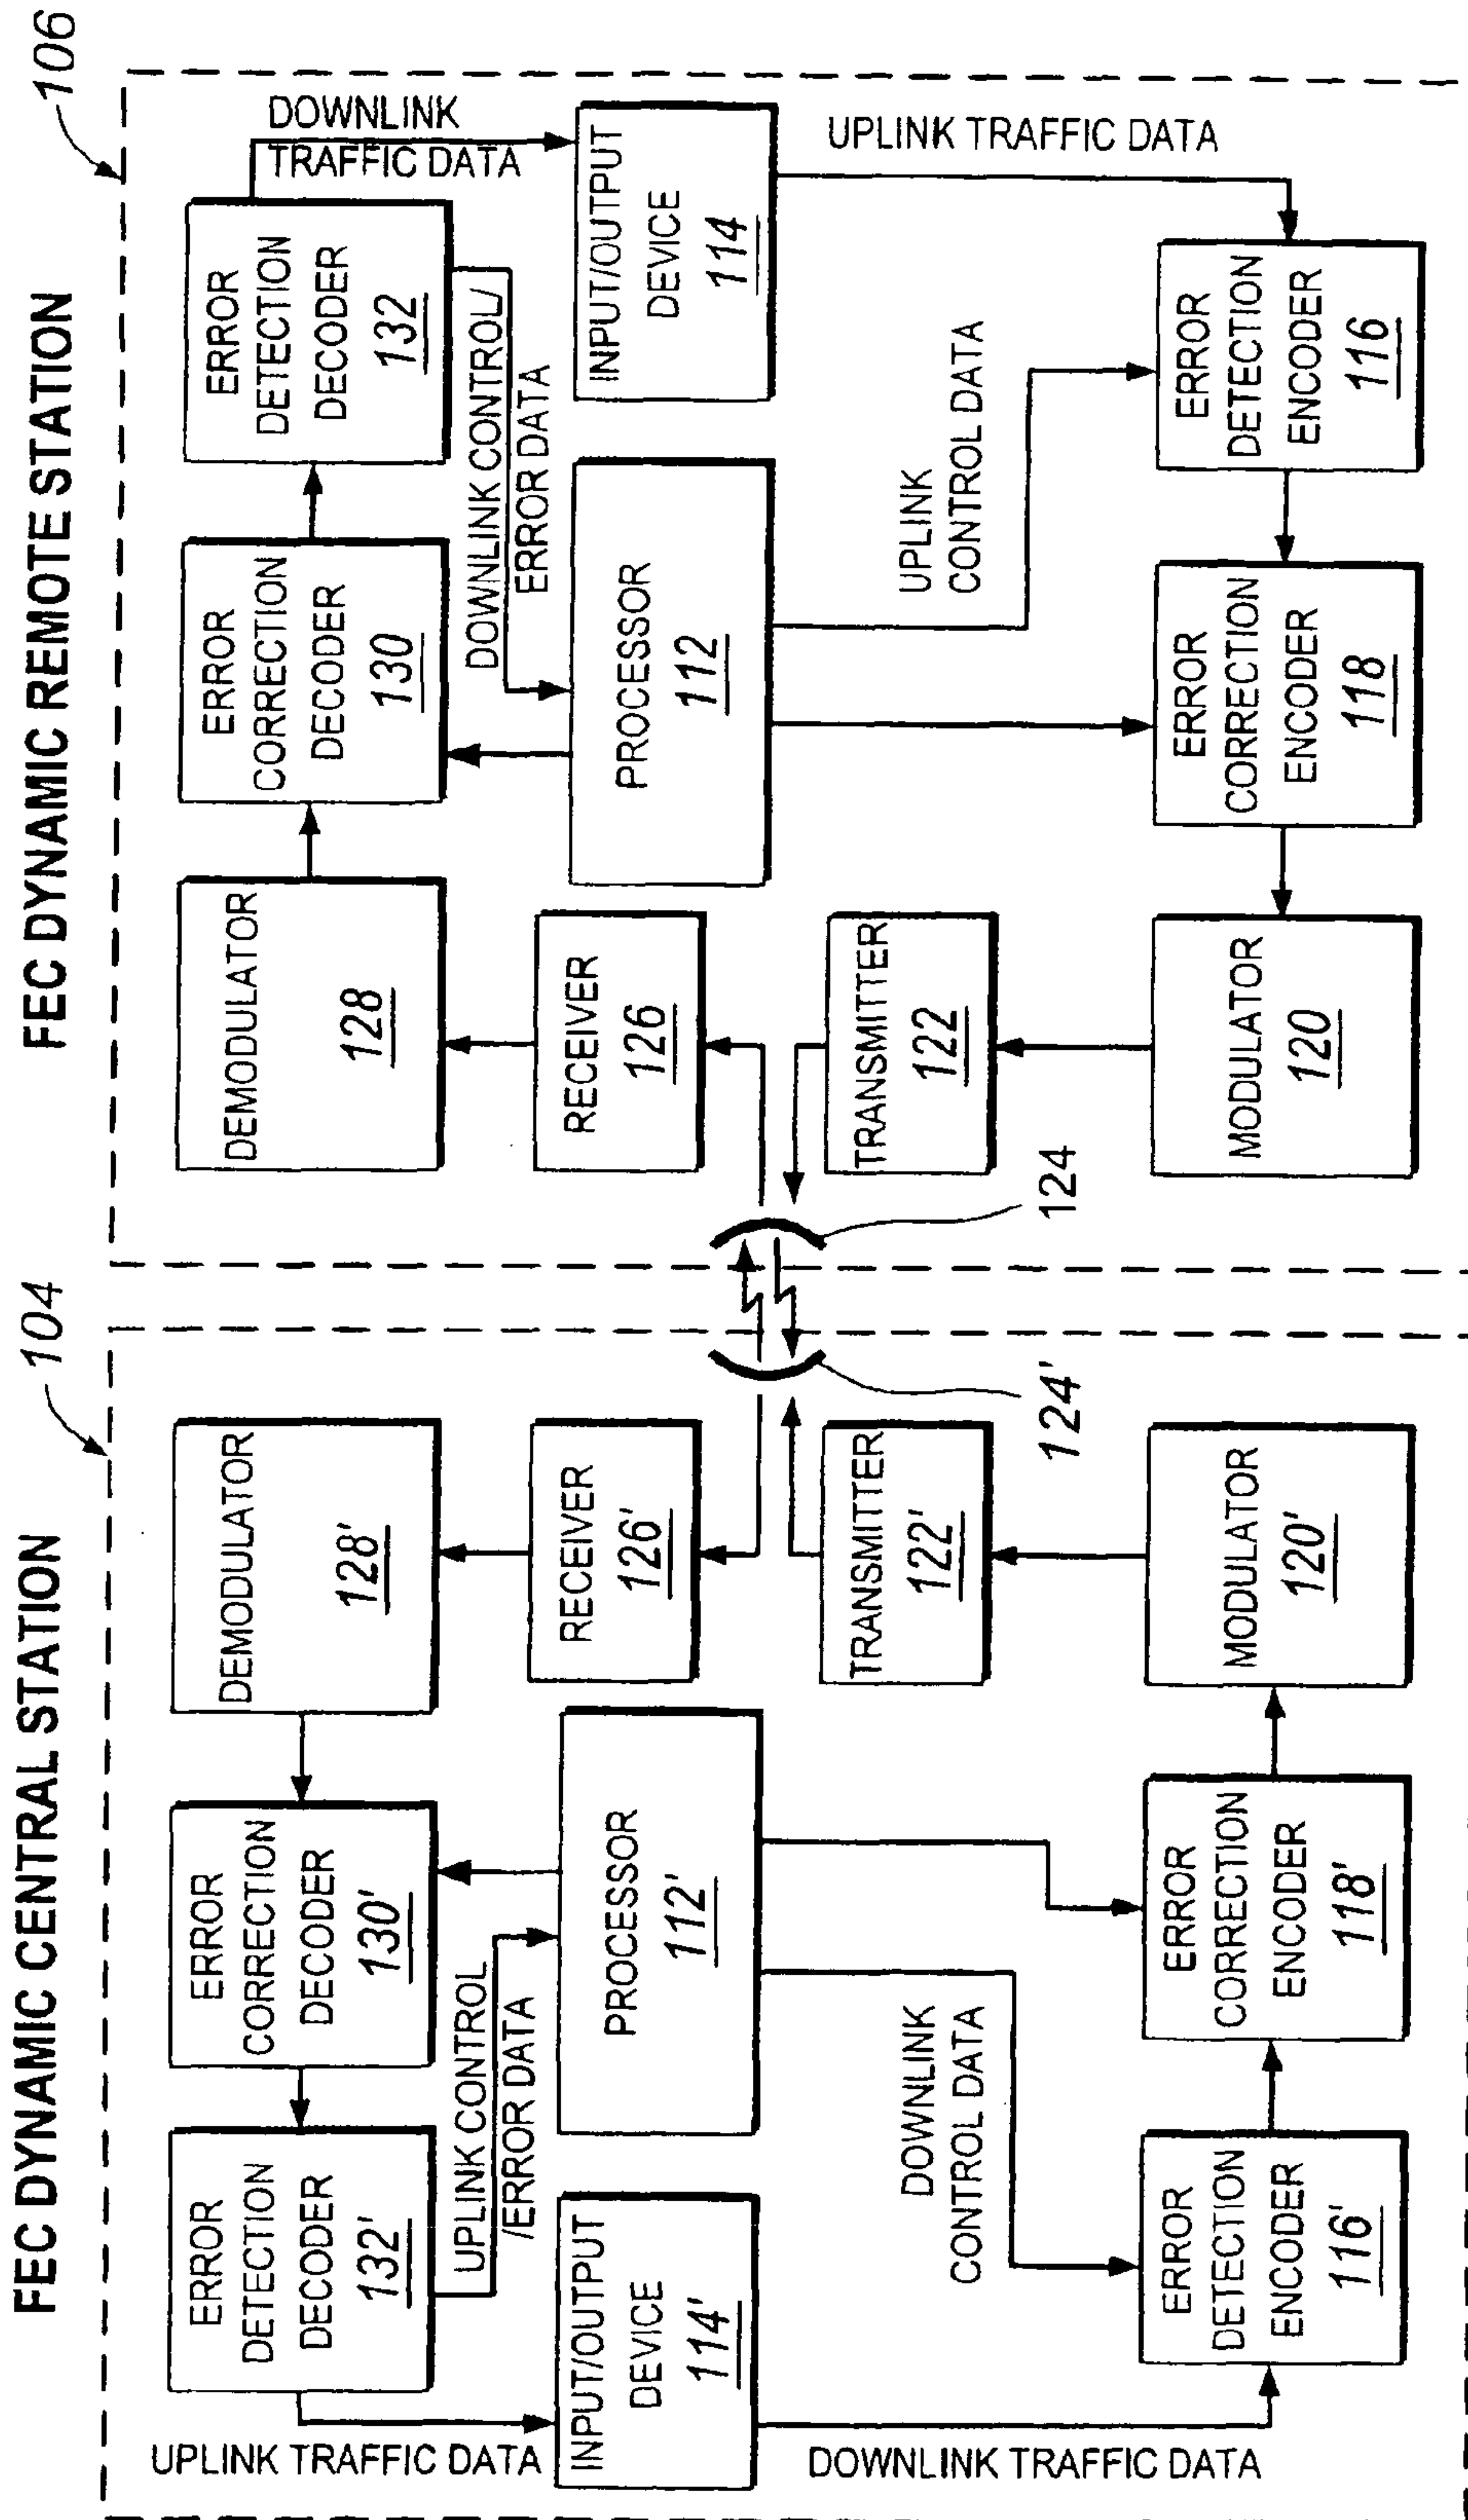 FEC DYNAMIC CENTRAL STATION
104
UPLINK TRAFFIC DATA
ERROR
DETECTION
DECODER
132'
ERROR
CORRECTION
DECODER
130'
DEMODULATOR
128'
UPLINK CONTROL
/ERROR DATA
INPUT/OUTPUT
DEVICE
114'
PROCESSOR
112'
RECEIVER
126'
TRANSMITTER
122'
124'
DOWNLINK TRAFFIC DATA
DOWNLINK
CONTROL DATA
ERROR
DETECTION
ENCODER
116'
ERROR
CORRECTION
ENCODER
118'
MODULATOR
120'
FEC DYNAMIC REMOTE STATION
106
DEMODULATOR
128
ERROR
CORRECTION
DECODER
130
ERROR
DETECTION
DECODER
132
DOWNLINK
TRAFFIC DATA
DOWNLINK CONTROL/
ERROR DATA
RECEIVER
126
PROCESSOR
112
INPUT/OUTPUT
DEVICE
114
TRANSMITTER
122
124
UPLINK
CONTROL DATA
UPLINK TRAFFIC DATA
MODULATOR
120
ERROR
CORRECTION
ENCODER
118
ERROR
DETECTION
ENCODER
116